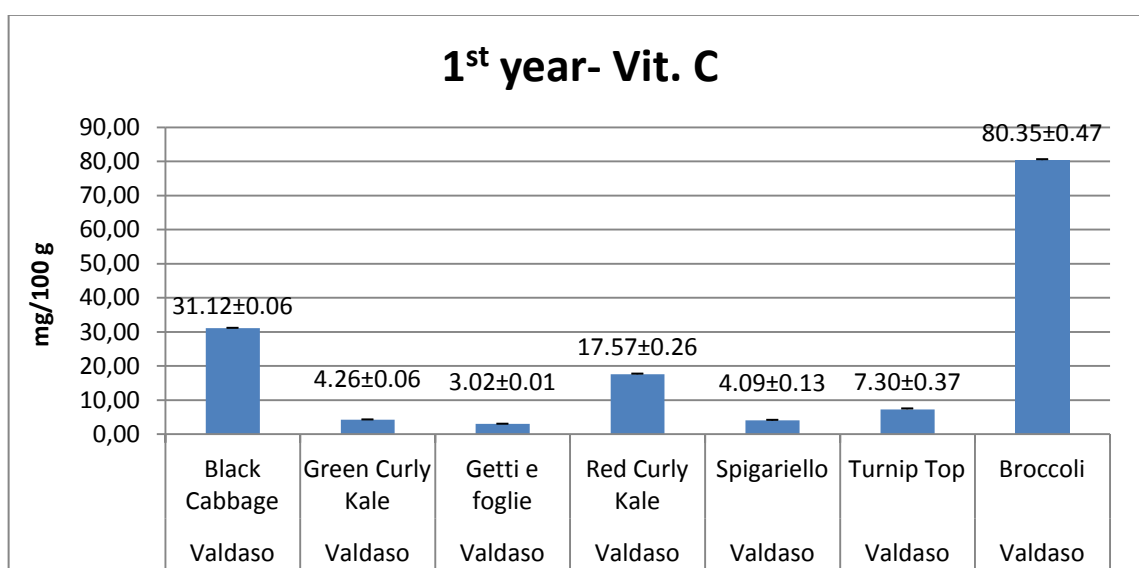 1st year- Vit. C
mg/100 g
90,00
80,00
70,00
60,00
50,00
40,00
30,00
20,00
10,00
0,00
31.12±0.06
4.26±0.06
3.02±0.01
17.57±0.26
4.09±0.13
7.30±0.37
80.35±0.47
Black
Cabbage
Green Curly
Kale
Getti e
foglie
Red Curly
Kale
Spigariello
Turnip Top
Broccoli
Valdaso
Valdaso
Valdaso
Valdaso
Valdaso
Valdaso
Valdaso